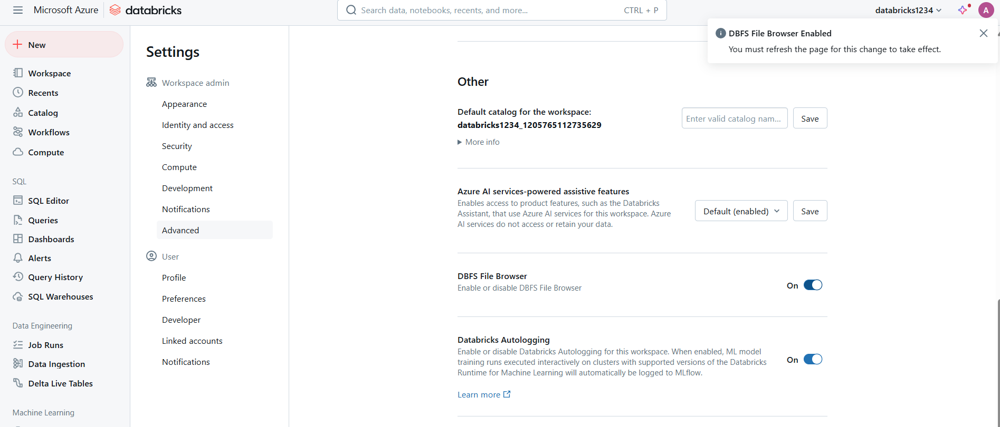 Microsoft Azure
databricks
Search data, notebooks, recents, and more...
CTRL + P
databricks1234
A
DBFS File Browser Enabled
You must refresh the page for this change to take effect.
New
Workspace
Recents
Catalog
Workflows
Compute
SQL
SQL Editor
Queries
Dashboards
Alerts
Query History
SQL Warehouses
Data Engineering
Job Runs
Data Ingestion
Delta Live Tables
Machine Learning
Settings
Workspace admin
Appearance
Identity and access
Security
Compute
Development
Notifications
Advanced
User
Profile
Preferences
Developer
Linked accounts
Notifications
Other
Default catalog for the workspace:
databricks1234_1205765112735629
More info
Enter valid catalog nam...
Save
Azure AI services-powered assistive features
Enables access to product features, such as the Databricks
Assistant, that use Azure AI services for this workspace. Azure
AI services do not access or retain your data.
Default (enabled)
Save
DBFS File Browser
Enable or disable DBFS File Browser
On
Databricks Autologging
Enable or disable Databricks Autologging for this workspace. When enabled, ML model
training runs executed interactively on clusters with supported versions of the Databricks
Runtime for Machine Learning will automatically be logged to MLflow.
On
Learn more